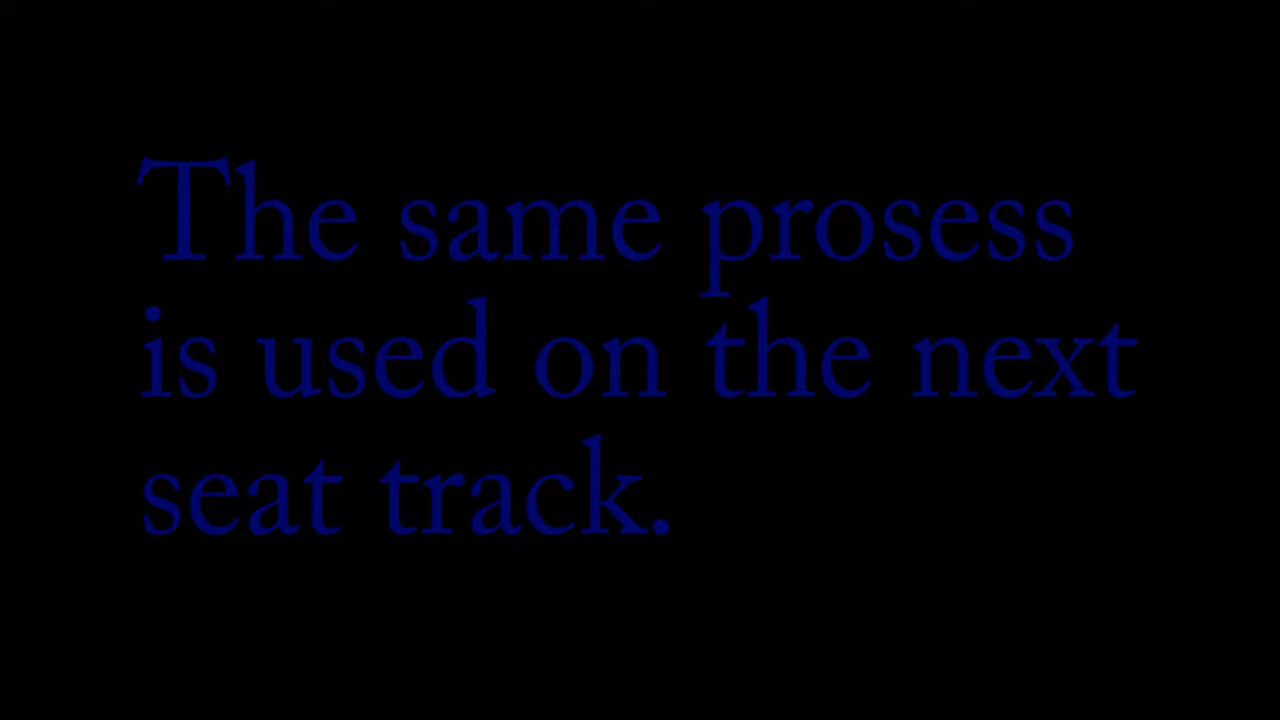 The same prosess
is used on the next
seat track.